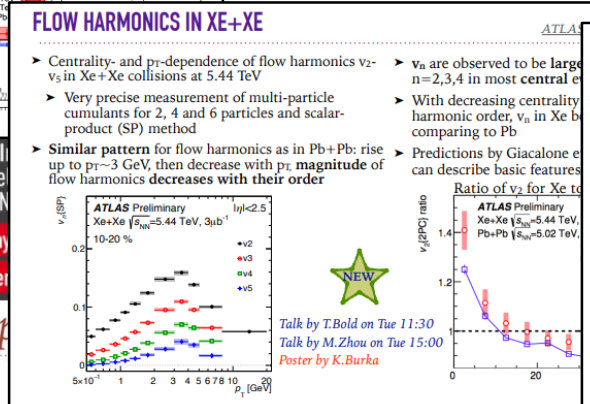 FLOW HARMONICS IN XE+XE
ATLAS
➤ Centrality- and pT-dependence of flow harmonics v2-
v5 in Xe+Xe collisions at 5.44 TeV
➤ Very precise measurement of multi-particle
cumulants for 2, 4 and 6 particles and scalar-
product (SP) method
➤ Similar pattern for flow harmonics as in Pb+Pb: rise
up to pT~3 GeV, then decrease with pT, magnitude of
flow harmonics decreases with their order
➤ vn are observed to be large
n=2,3,4 in most central
➤ With decreasing centrality
harmonic order, vn in Xe
comparing to Pb
➤ Predictions by Giacalone
can describe basic features
Ratio of v2 for Xe
vn(SP)
ATLAS Preliminary
|η|<2.5
Xe+Xe √sNN=5.44 TeV, 3μb-1
10-20 %
v2
v3
v4
v5
0.2
0.1
0
5×10-1 1 2 3 4 5 6 7 8 10 20
pT [GeV]
NEW
Talk by T.Bold on Tue 11:30
Talk by M.Zhou on Tue 15:00
Poster by K.Burka
v2{2PC} ratio
ATLAS Preliminary
Xe+Xe √sNN=5.44 TeV,
Pb+Pb √sNN=5.02 TeV,
1.4
1.2
1
0 20